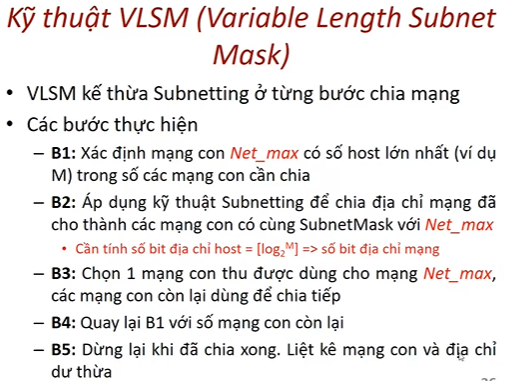 Kỹ thuật VLSM (Variable Length Subnet
Mask)
• VLSM kế thừa Subnetting ở từng bước chia mạng
• Các bước thực hiện
– B1: Xác định mạng con Net_max có số host lớn nhất (ví dụ
M) trong số các mạng con cần chia
– B2: Áp dụng kỹ thuật Subnetting để chia địa chỉ mạng đã
cho thành các mạng con có cùng SubnetMask với Net_max
• Cần tính số bit địa chỉ host = [log₂ᴹ] => số bit địa chỉ mạng
– B3: Chọn 1 mạng con thu được dùng cho mạng Net_max,
các mạng con còn lại dùng để chia tiếp
– B4: Quay lại B1 với số mạng con còn lại
– B5: Dừng lại khi đã chia xong. Liệt kê mạng con và địa chỉ
dư thừa